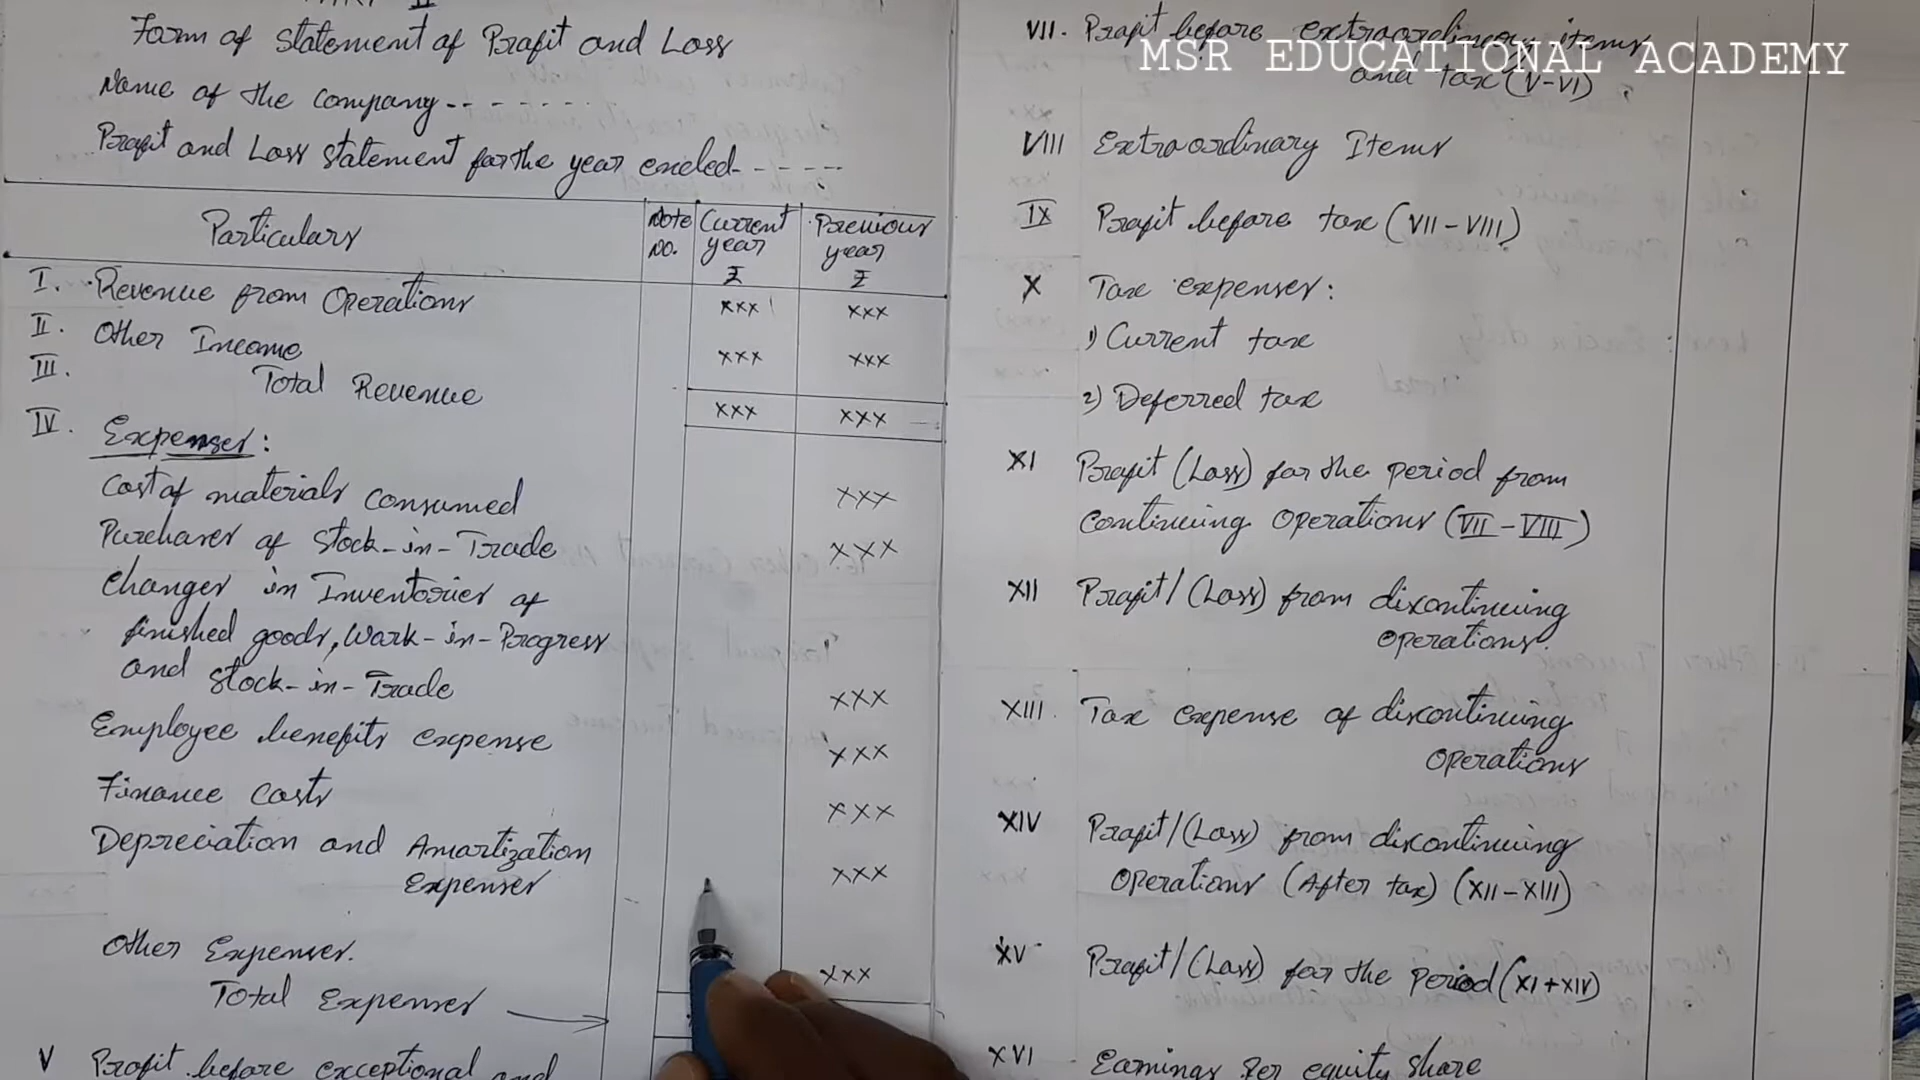 Form of Statement of Profit and Loss
Name of the company - - - - - - - -
Profit and Loss statement for the year ended - - - - - -
Particulars
Note No.
Current year ₹
Previous year ₹
I. Revenue from Operations xxx xxx
II. Other Income xxx xxx
III. Total Revenue xxx xxx
IV. Expenses:
Cost of materials consumed xxx
Purchases of Stock-in-Trade xxx
Changes in Inventories of
finished goods, Work-in-Progress
and Stock-in-Trade xxx
Employee benefits expense xxx
Finance Costs xxx
Depreciation and Amortization
Expenses xxx
Other Expenses. xxx
Total Expenses
V Profit before exceptional and
VII. Profit before extraordinary items
and tax (V-VI)
MSR EDUCATIONAL ACADEMY
VIII Extraordinary Items
IX Profit before tax (VII - VIII)
X Tax expenses:
1) Current tax
2) Deferred tax
XI Profit (Loss) for the period from
Continuing Operations (VII - VIII)
XII Profit/(Loss) from discontinuing
Operations.
XIII. Tax expense of discontinuing
Operations
XIV Profit/(Loss) from discontinuing
Operations (After tax) (XII - XIII)
XV Profit/(Loss) for the Period (XI + XIV)
XVI Earnings Per equity share